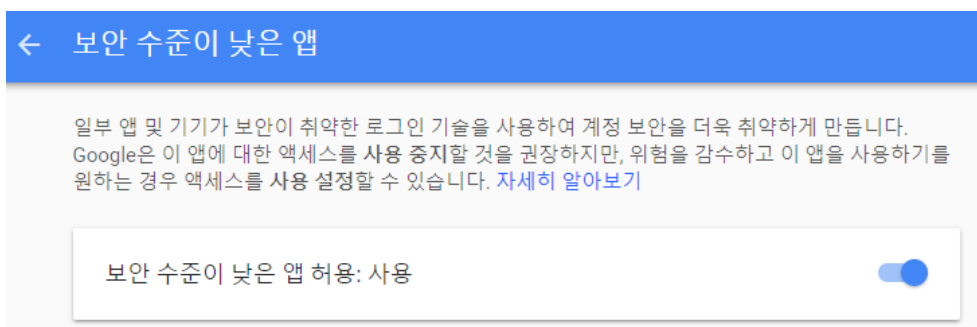 보안 수준이 낮은 앱
일부 앱 및 기기가 보안이 취약한 로그인 기술을 사용하여 계정 보안을 더욱 취약하게 만듭니다.
Google은 이 앱에 대한 액세스를 사용 중지할 것을 권장하지만, 위험을 감수하고 이 앱을 사용하기를
원하는 경우 액세스를 사용 설정할 수 있습니다. 자세히 알아보기
보안 수준이 낮은 앱 허용: 사용